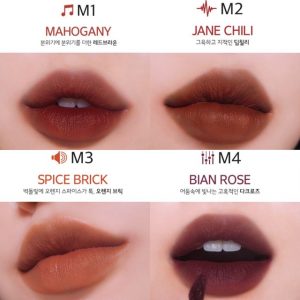 M1
MAHOGANY
분위기에 분위기를 더한 레드브라운
M2
JANE CHILI
그윽하고 지적인 딥칠리
M3
SPICE BRICK
벽돌빛에 오렌지 스파이스가 톡, 오렌지 브릭
M4
BIAN ROSE
어둠속에 빛나는 고혹적인 다크로즈